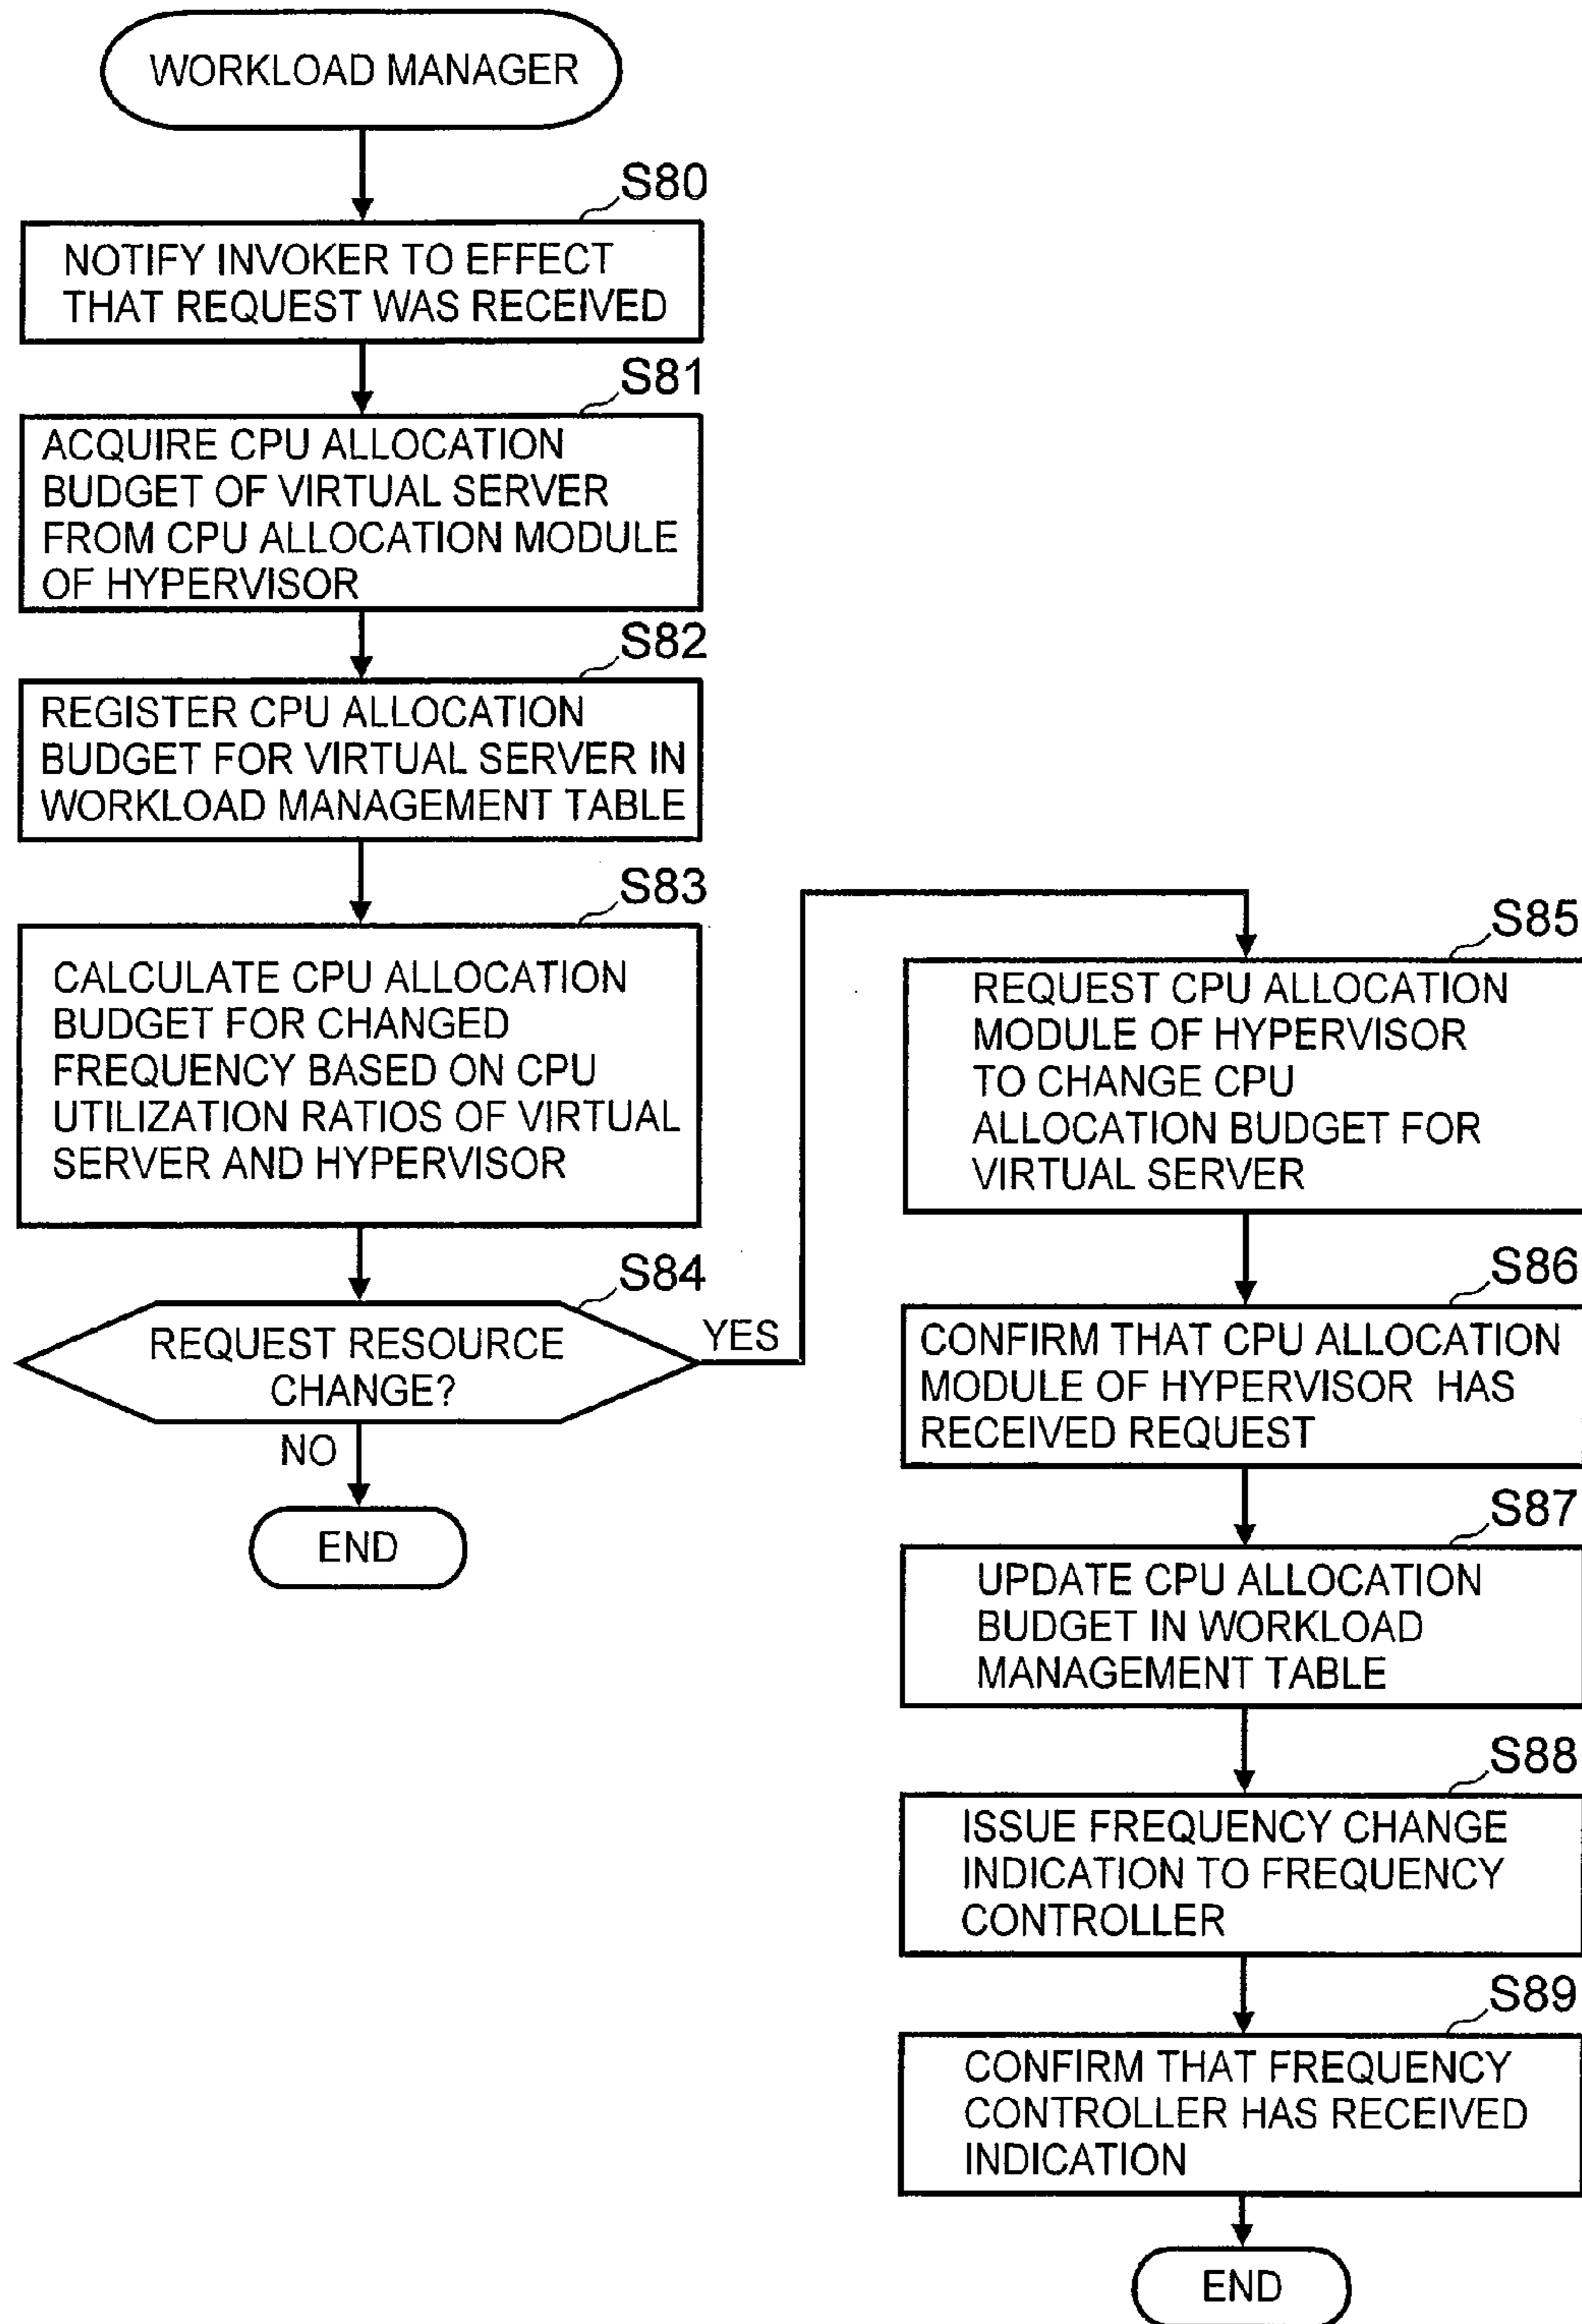 WORKLOAD MANAGER
S80
NOTIFY INVOKER TO EFFECT
THAT REQUEST WAS RECEIVED
S81
ACQUIRE CPU ALLOCATION
BUDGET OF VIRTUAL SERVER
FROM CPU ALLOCATION MODULE
OF HYPERVISOR
S82
REGISTER CPU ALLOCATION
BUDGET FOR VIRTUAL SERVER IN
WORKLOAD MANAGEMENT TABLE
S83
CALCULATE CPU ALLOCATION
BUDGET FOR CHANGED
FREQUENCY BASED ON CPU
UTILIZATION RATIOS OF VIRTUAL
SERVER AND HYPERVISOR
S84
REQUEST RESOURCE
CHANGE?
YES
NO
END
S85
REQUEST CPU ALLOCATION
MODULE OF HYPERVISOR
TO CHANGE CPU
ALLOCATION BUDGET FOR
VIRTUAL SERVER
S86
CONFIRM THAT CPU ALLOCATION
MODULE OF HYPERVISOR HAS
RECEIVED REQUEST
S87
UPDATE CPU ALLOCATION
BUDGET IN WORKLOAD
MANAGEMENT TABLE
S88
ISSUE FREQUENCY CHANGE
INDICATION TO FREQUENCY
CONTROLLER
S89
CONFIRM THAT FREQUENCY
CONTROLLER HAS RECEIVED
INDICATION
END